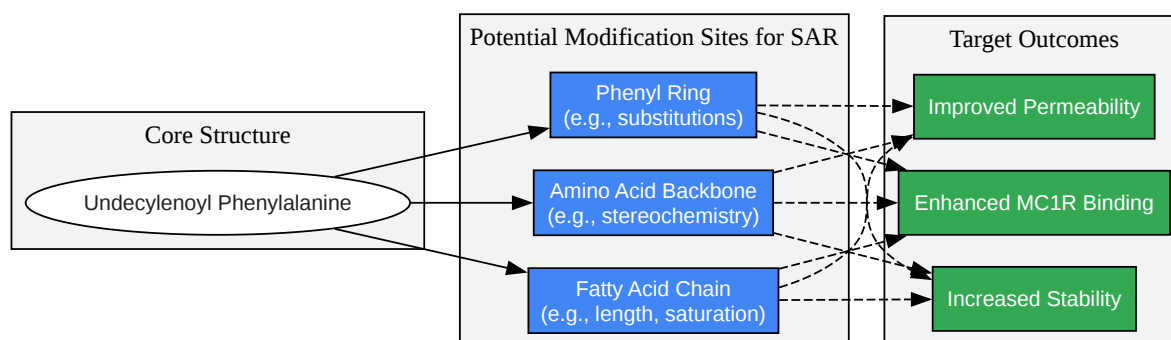 Core Structure
Undecylenoyl Phenylalanine
Potential Modification Sites for SAR
Phenyl Ring
(e.g., substitutions)
Amino Acid Backbone
(e.g., stereochemistry)
Fatty Acid Chain
(e.g., length, saturation)
Target Outcomes
Improved Permeability
Enhanced MC1R Binding
Increased Stability